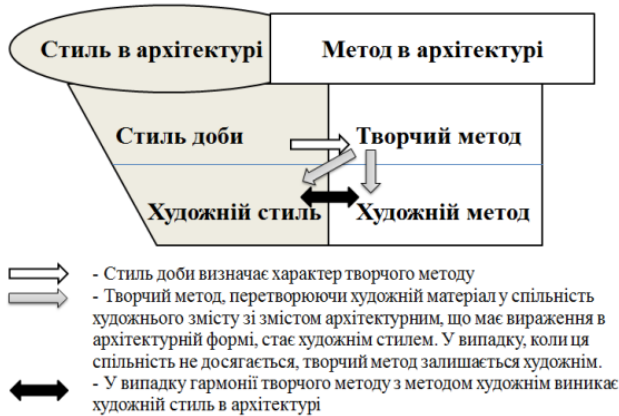 Стиль в архітектурі Метод в архітектурі
Стиль доби Творчий метод
Художній стиль Художній метод
- Стиль доби визначає характер творчого методу
- Творчий метод, перетворюючи художній матеріал у спільність
художнього змісту зі змістом архітектурним, що має вираження в
архітектурній формі, стає художнім стилем. У випадку, коли ця
спільність не досягається, творчий метод залишається художнім.
- У випадку гармонії творчого методу з методом художнім виникає
художній стиль в архітектурі